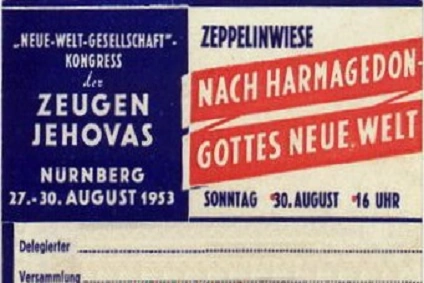 „NEUE-WELT-GESELLSCHAFT"-
KONGRESS
der
ZEUGEN
JEHOVAS
NÜRNBERG
27.-30. AUGUST 1953
ZEPPELINWIESE
NACH HARMAGEDON-
GOTTES NEUE WELT
SONNTAG 30. AUGUST 16 UHR
Delegierter
Versammlung